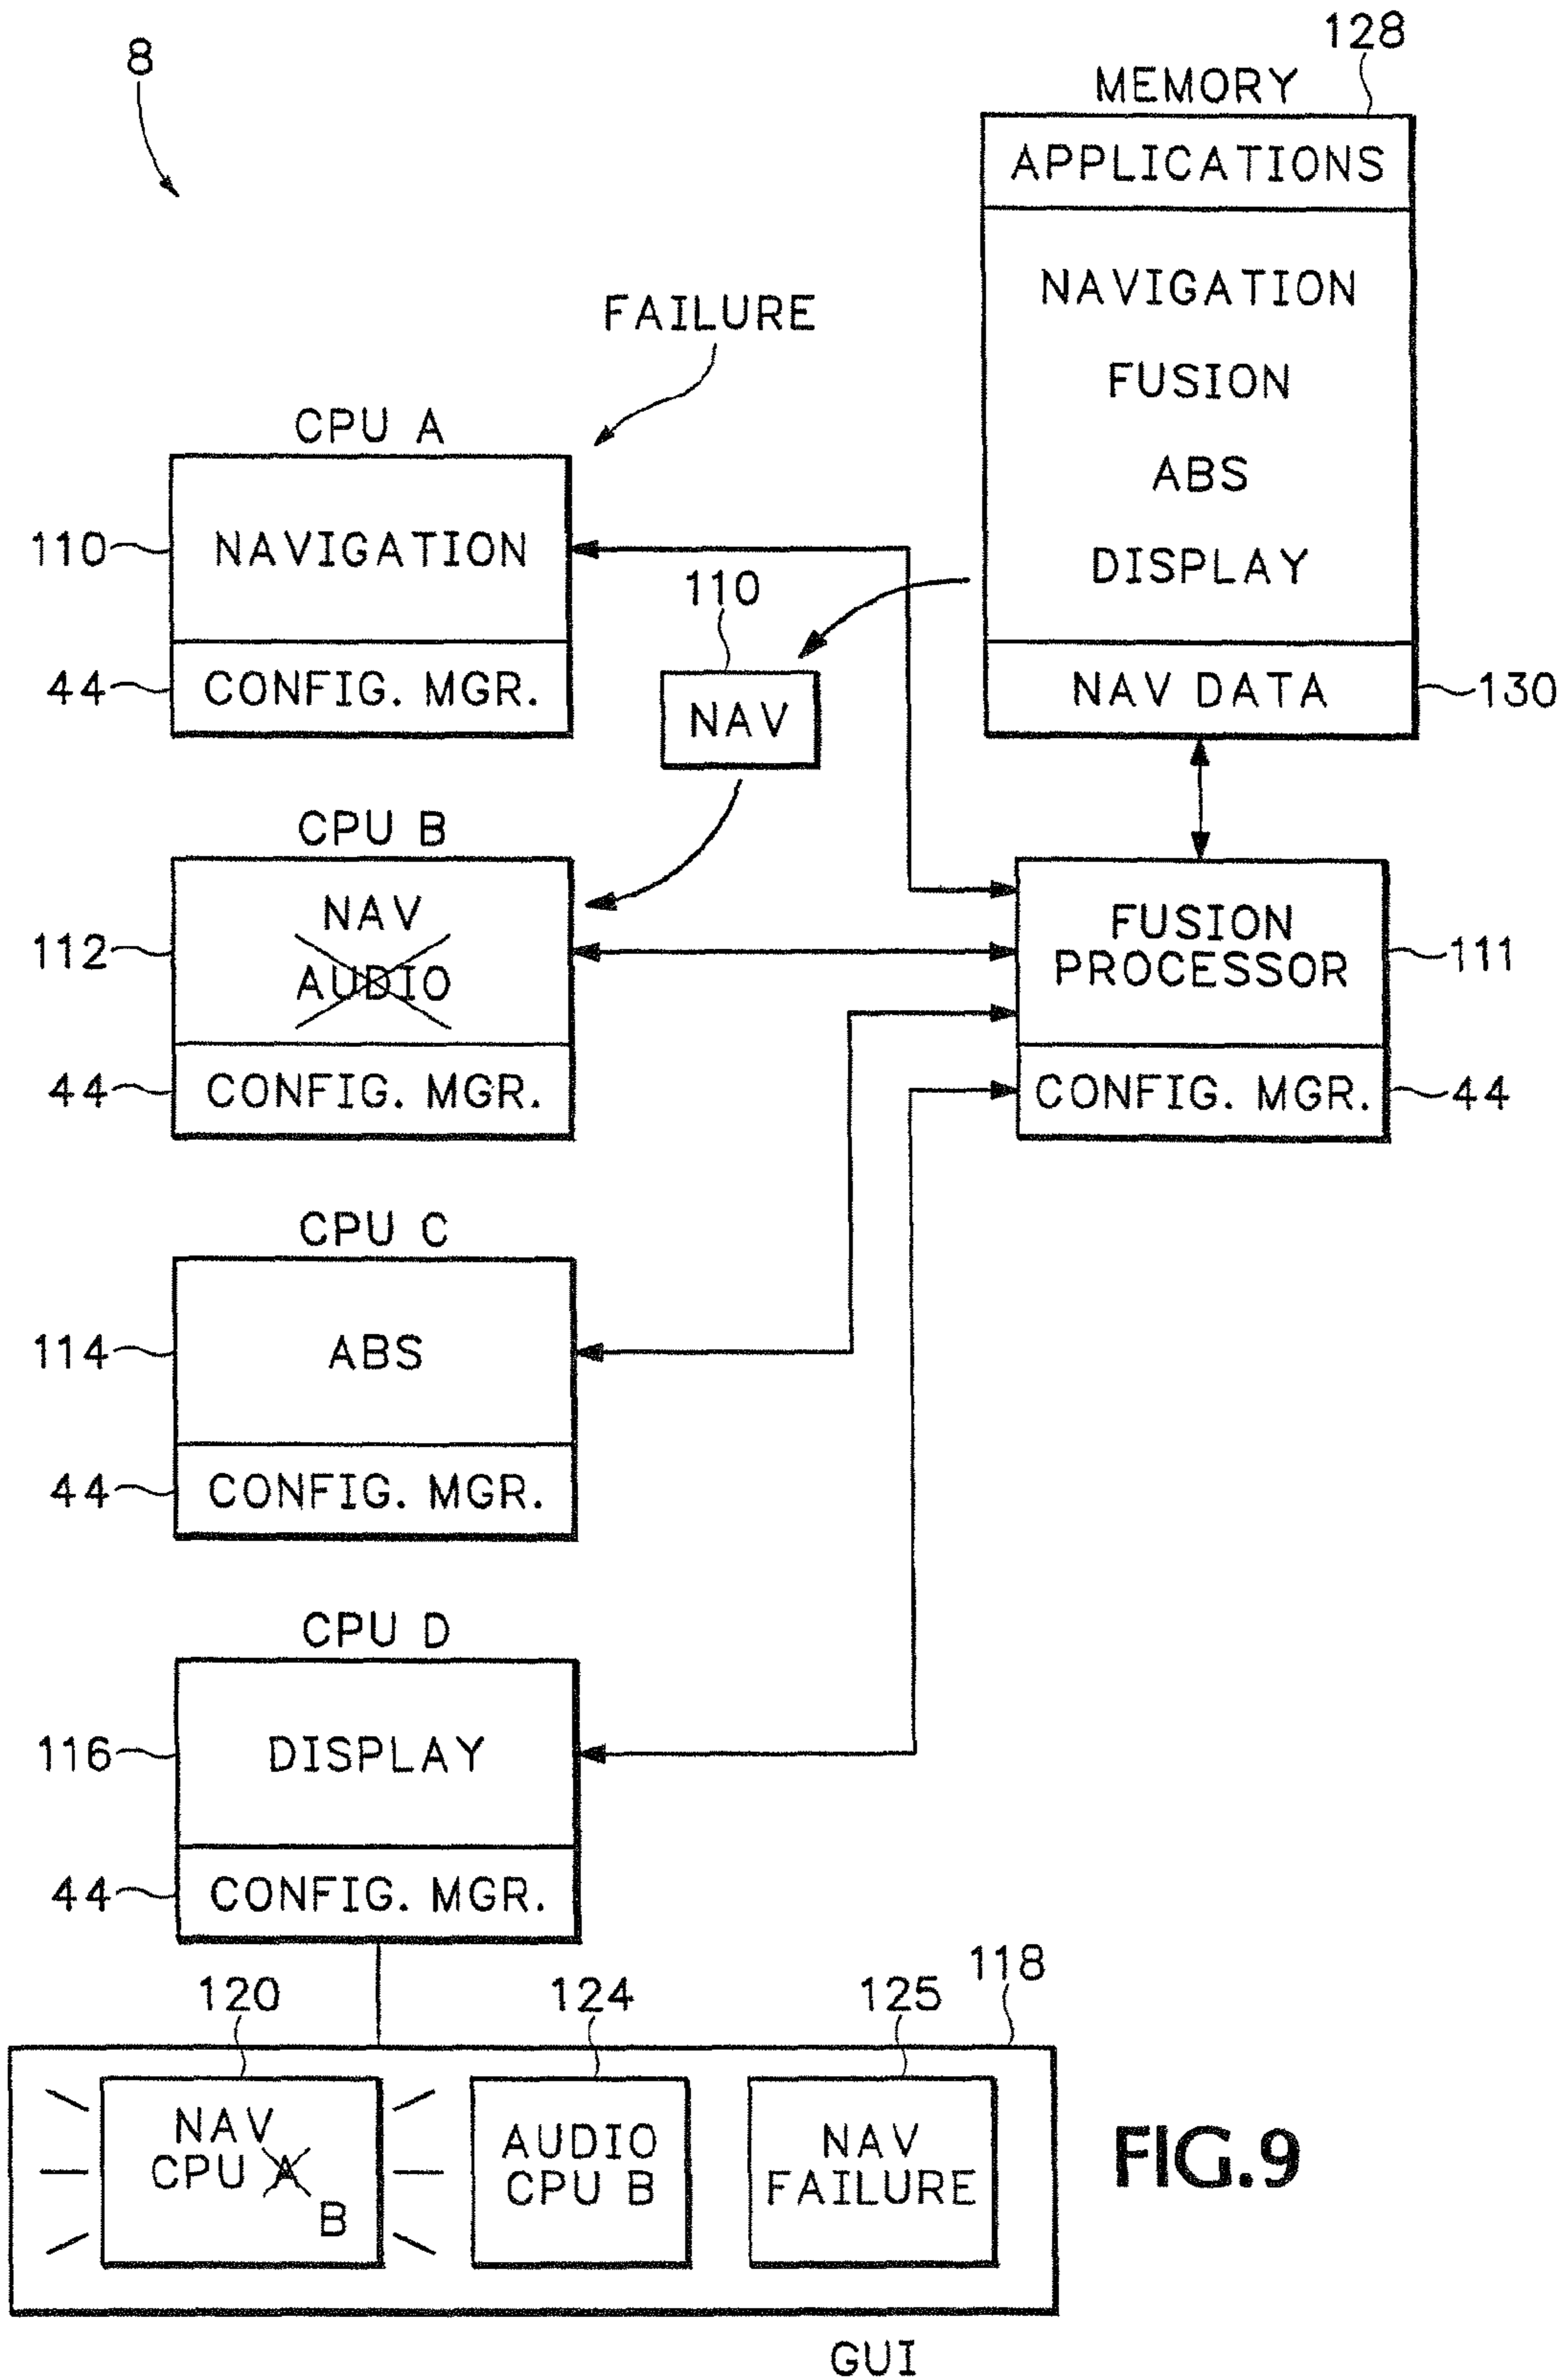 8
128
MEMORY
APPLICATIONS
NAVIGATION
FUSION
ABS
DISPLAY
NAV DATA
130
FAILURE
CPU A
110
NAVIGATION
44
CONFIG. MGR.
110
NAV
CPU B
112
NAV
AUDIO
44
CONFIG. MGR.
FUSION
PROCESSOR
111
CONFIG. MGR.
44
CPU C
114
ABS
44
CONFIG. MGR.
CPU D
116
DISPLAY
44
CONFIG. MGR.
118
120
NAV
CPU A
B
124
AUDIO
CPU B
125
NAV
FAILURE
GUI
FIG.9